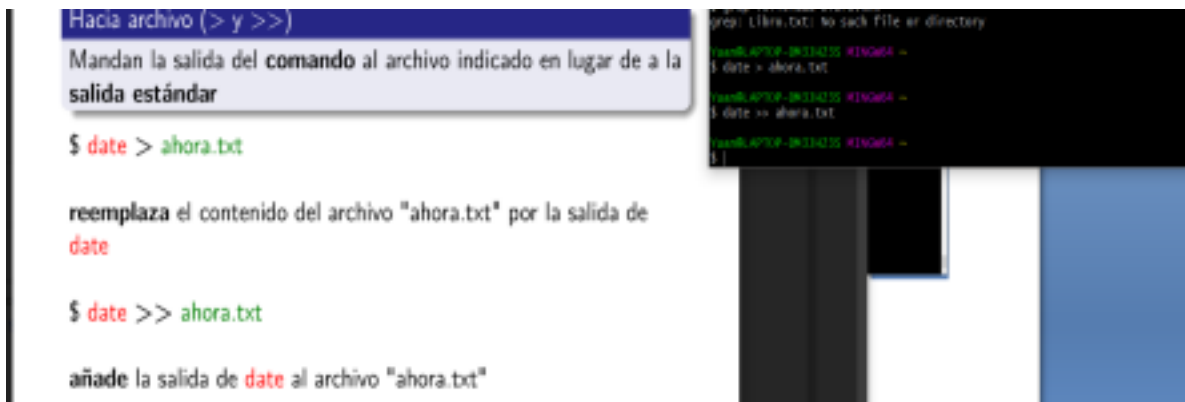 Hacia archivo (> y >>)
Mandan la salida del comando al archivo indicado en lugar de a la
salida estándar
$ date > ahora.txt
reemplaza el contenido del archivo "ahora.txt" por la salida de
date
$ date >> ahora.txt
añade la salida de date al archivo "ahora.txt"
grep: Libro.txt: No such file or directory
MINGW64 ~
$ date > ahora.txt
MINGW64 ~
$ date >> ahora.txt
MINGW64 ~
$